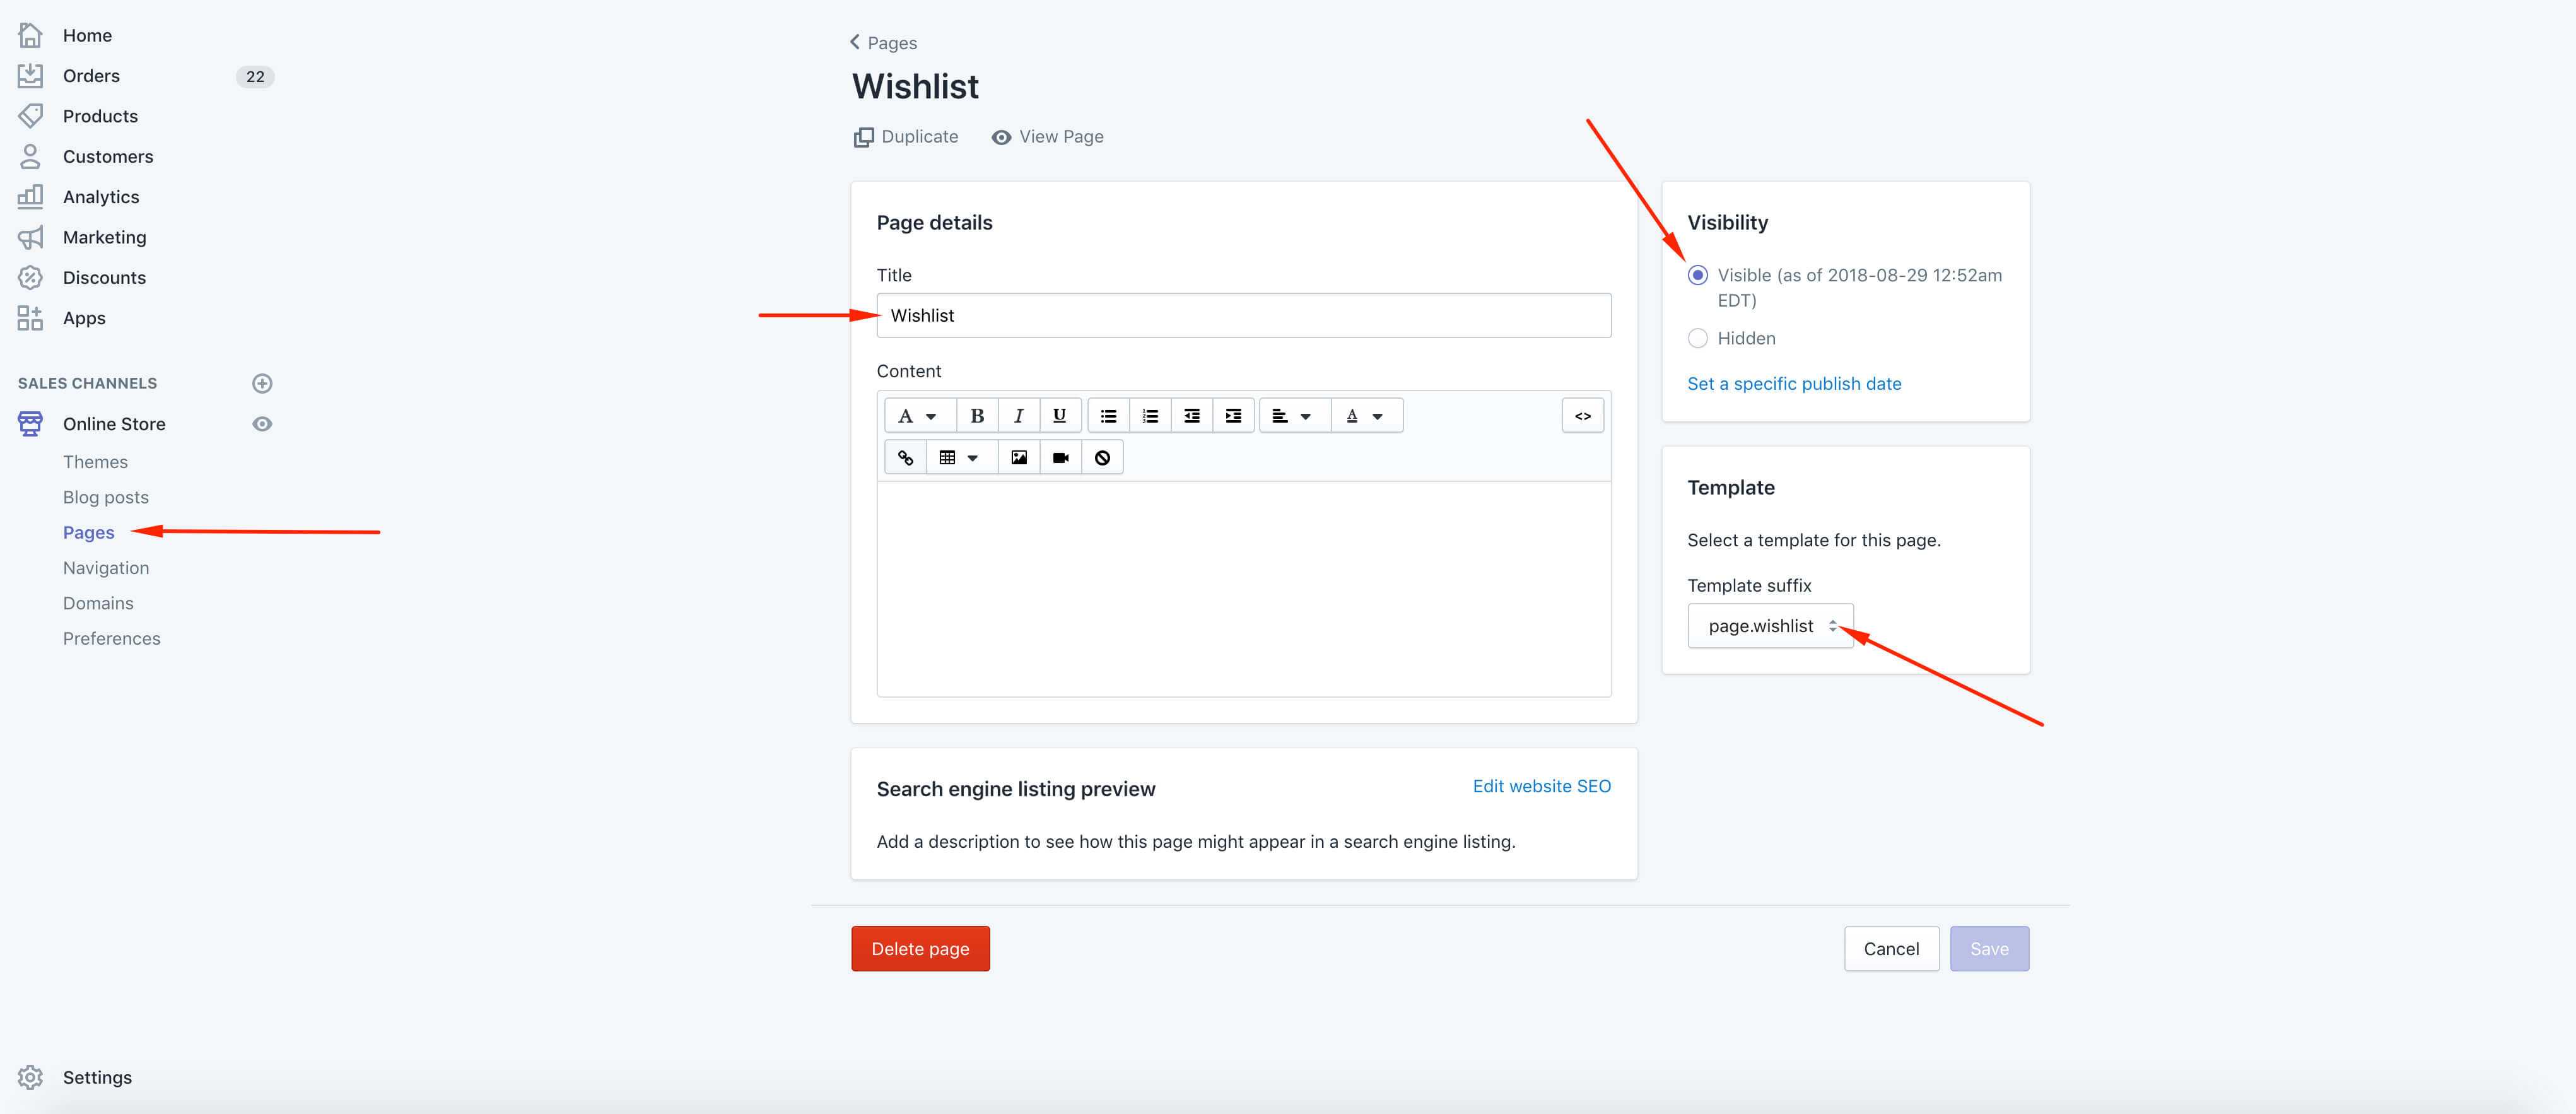 Home
Orders
22
Products
Customers
Analytics
Marketing
Discounts
Apps
SALES CHANNELS
Online Store
Themes
Blog posts
Pages
Navigation
Domains
Preferences
Settings
Pages
Wishlist
Duplicate
View Page
Page details
Title
Wishlist
Content
A
B
I
U
A
<>
Search engine listing preview
Edit website SEO
Add a description to see how this page might appear in a search engine listing.
Visibility
Visible (as of 2018-08-29 12:52am
EDT)
Hidden
Set a specific publish date
Template
Select a template for this page.
Template suffix
page.wishlist
Delete page
Cancel
Save